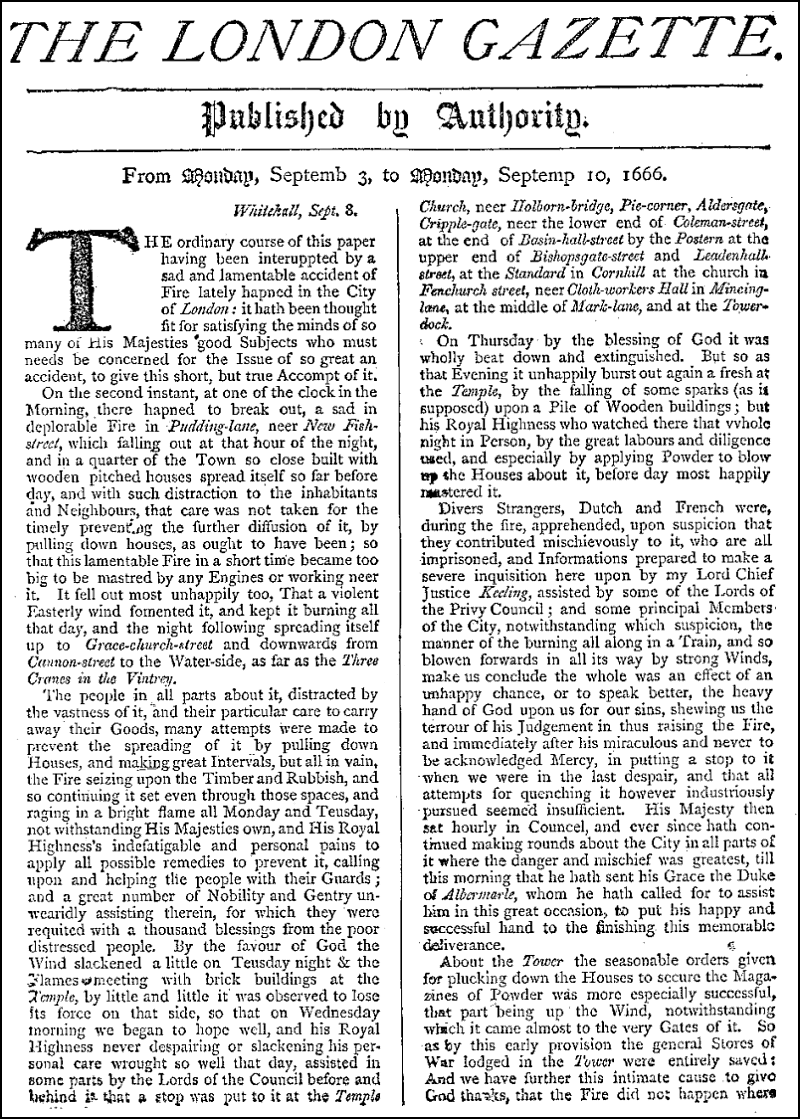 THE LONDON GAZETTE.
Published by Authority.
From Monday, Septemb 3, to Monday, Septemp 10, 1666.
Whitehall, Sept. 8.
THE ordinary course of this paper
having been interuppted by a
sad and lamentable accident of
Fire lately hapned in the City
of London: it hath been thought
fit for satisfying the minds of so
many of His Majesties good Subjects who must
needs be concerned for the Issue of so great an
accident, to give this short, but true Accompt of it.
On the second instant, at one of the clock in the
Morning, there hapned to break out, a sad in
deplorable Fire in Pudding-lane, neer New Fish-
street, which falling out at that hour of the night,
and in a quarter of the Town so close built with
wooden pitched houses spread itself so far before
day, and with such distraction to the inhabitants
and Neighbours, that care was not taken for the
timely preventing the further diffusion of it, by
pulling down houses, as ought to have been; so
that this lamentable Fire in a short time became too
big to be mastred by any Engines or working neer
it. It fell out most unhappily too, That a violent
Easterly wind fomented it, and kept it burning all
that day, and the night following spreading itself
up to Grace-church-street and downwards from
Cannon-street to the Water-side, as far as the Three
Cranes in the Vintrey.
The people in all parts about it, distracted by
the vastness of it, and their particular care to carry
away their Goods, many attempts were made to
prevent the spreading of it by pulling down
Houses, and making great Intervals, but all in vain,
the Fire seizing upon the Timber and Rubbish, and
so continuing it set even through those spaces, and
raging in a bright flame all Monday and Teusday,
not withstanding His Majesties own, and His Royal
Highness's indefatigable and personal pains to
apply all possible remedies to prevent it, calling
upon and helping the people with their Guards;
and a great number of Nobility and Gentry un-
wearidly assisting therein, for which they were
requited with a thousand blessings from the poor
distressed people. By the favour of God the
Wind slackened a little on Teusday night & the
Flames meeting with brick buildings at the
Temple, by little and little it was observed to lose
its force on that side, so that on Wednesday
morning we began to hope well, and his Royal
Highness never despairing or slackening his per-
sonal care wrought so well that day, assisted in
some parts by the Lords of the Council before and
behind is that a stop was put to it at the Temple
Church, neer Holborn-bridge, Pie-corner, Aldersgate,
Cripple-gate, neer the lower end of Coleman-street,
at the end of Basin-hall-street by the Postern at the
upper end of Bishopsgate-street and Leadenhall-
street, at the Standard in Cornhill at the church in
Fenchurch street, neer Cloth-workers Hall in Mincing-
lane, at the middle of Mark-lane, and at the Tower-
dock.
On Thursday by the blessing of God it was
wholly beat down and extinguished. But so as
that Evening it unhappily burst out again a fresh at
the Temple, by the falling of some sparks (as is
supposed) upon a Pile of Wooden buildings; but
his Royal Highness who watched there that vvhole
night in Person, by the great labours and diligence
used, and especially by applying Powder to blow
up the Houses about it, before day most happily
mastered it.
Divers Strangers, Dutch and French were,
during the fire, apprehended, upon suspicion that
they contributed mischievously to it, who are all
imprisoned, and Informations prepared to make a
severe inquisition here upon by my Lord Chief
Justice Keeling, assisted by some of the Lords of
the Privy Council; and some principal Members
of the City, notwithstanding which suspicion, the
manner of the burning all along in a Train, and so
blowen forwards in all its way by strong Winds,
make us conclude the whole was an effect of an
unhappy chance, or to speak better, the heavy
hand of God upon us for our sins, shewing us the
terrour of his Judgement in thus raising the Fire,
and immediately after his miraculous and never to
be acknowledged Mercy, in putting a stop to it
when we were in the last despair, and that all
attempts for quenching it however industriously
pursued seemed insufficient. His Majesty then
sat hourly in Councel, and ever since hath con-
tinued making rounds about the City in all parts of
it where the danger and mischief was greatest, till
this morning that he hath sent his Grace the Duke
of Albermarle, whom he hath called for to assist
him in this great occasion, to put his happy and
successful hand to the finishing this memorable
deliverance.
About the Tower the seasonable orders given
for plucking down the Houses to secure the Maga-
zines of Powder was more especially successful,
that part being up the Wind, notwithstanding
which it came almost to the very Gates of it. So
as by this early provision the general Stores of
War lodged in the Tower were entirely saved:
And we have further this intimate cause to give
God thanks, that the Fire did not happen where